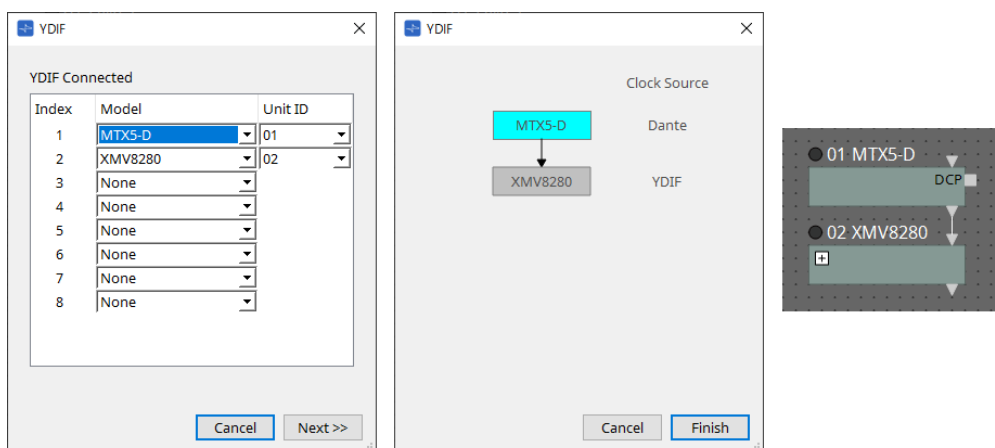 YDIF
YDIF Connected
Index Model Unit ID
1 MTX5-D 01
2 XMV8280 02
3 None
4 None
5 None
6 None
7 None
8 None
Cancel Next >>
YDIF
Clock Source
MTX5-D Dante
XMV8280 YDIF
Cancel Finish
01 MTX5-D
DCP
02 XMV8280